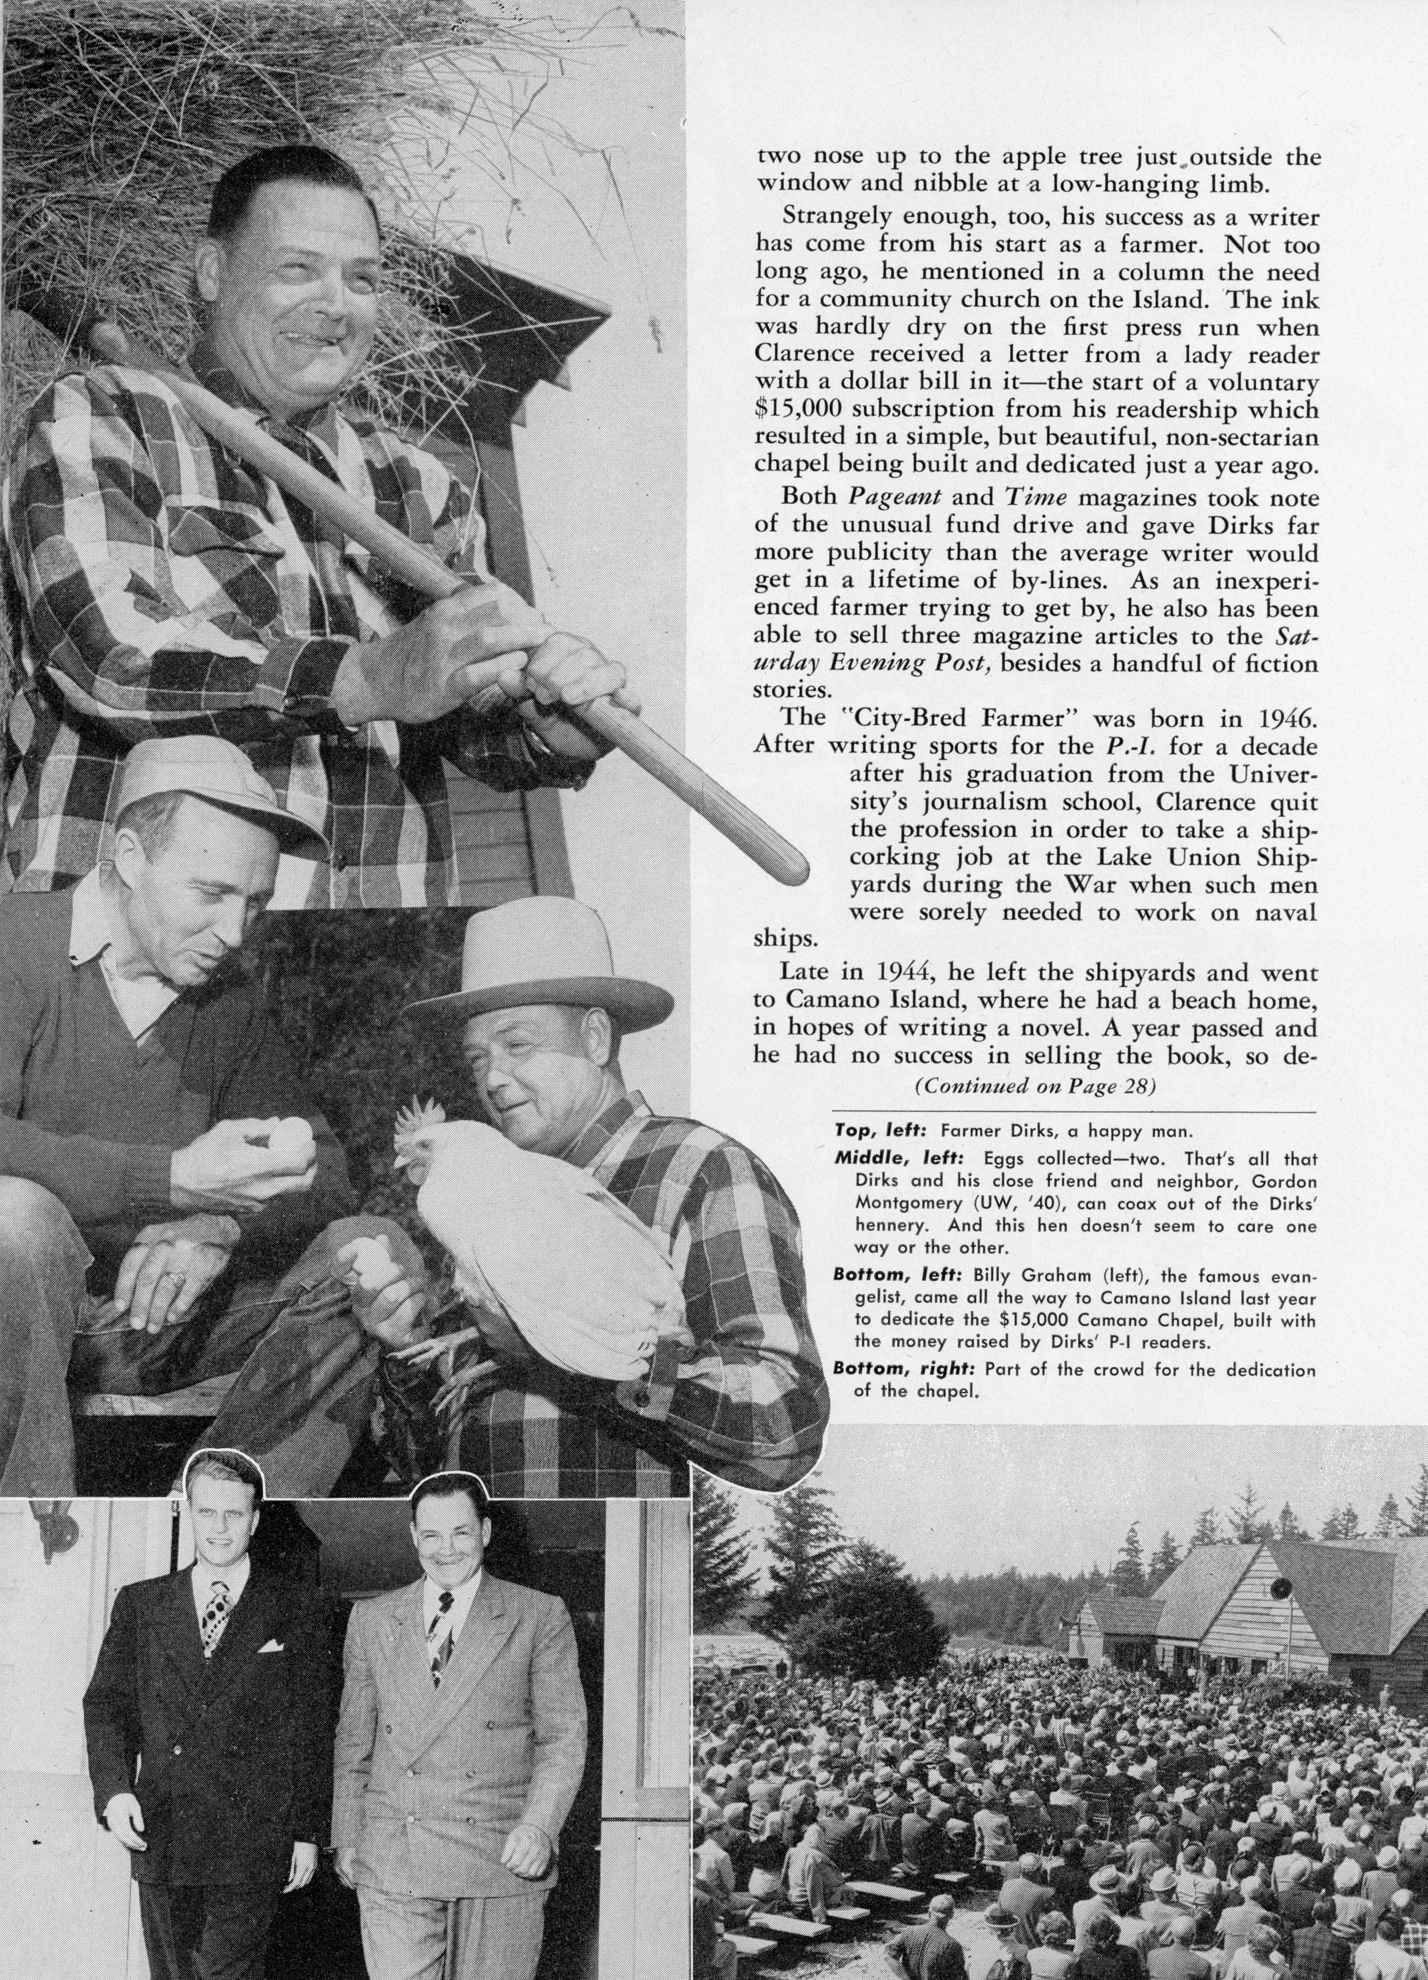 two nose up to the apple tree just outside the
window and nibble at a low-hanging limb.
Strangely enough, too, his success as a writer
has come from his start as a farmer. Not too
long ago, he mentioned in a column the need
for a community church on the Island. The ink
was hardly dry on the first press run when
Clarence received a letter from a lady reader
with a dollar bill in it—the start of a voluntary
$15,000 subscription from his readership which
resulted in a simple, but beautiful, non-sectarian
chapel being built and dedicated just a year ago.
Both Pageant and Time magazines took note
of the unusual fund drive and gave Dirks far
more publicity than the average writer would
get in a lifetime of by-lines. As an inexperi-
enced farmer trying to get by, he also has been
able to sell three magazine articles to the Sat-
urday Evening Post, besides a handful of fiction
stories.
The "City-Bred Farmer" was born in 1946.
After writing sports for the P.-I. for a decade
after his graduation from the Univer-
sity's journalism school, Clarence quit
the profession in order to take a ship-
corking job at the Lake Union Ship-
yards during the War when such men
were sorely needed to work on naval
ships.
Late in 1944, he left the shipyards and went
to Camano Island, where he had a beach home,
in hopes of writing a novel. A year passed and
he had no success in selling the book, so de-
(Continued on Page 28)
Top, left: Farmer Dirks, a happy man.
Middle, left: Eggs collected—two. That's all that
Dirks and his close friend and neighbor, Gordon
Montgomery (UW, '40), can coax out of the Dirks'
hennery. And this hen doesn't seem to care one
way or the other.
Bottom, left: Billy Graham (left), the famous evan-
gelist, came all the way to Camano Island last year
to dedicate the $15,000 Camano Chapel, built with
the money raised by Dirks' P-I readers.
Bottom, right: Part of the crowd for the dedication
of the chapel.